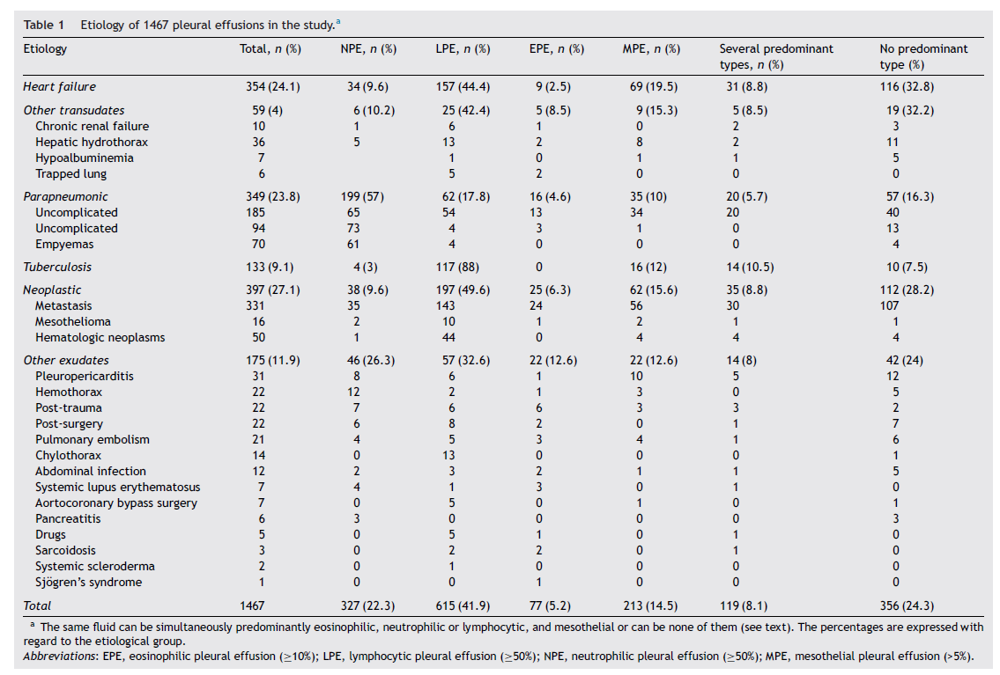 Table 1 Etiology of 1467 pleural effusions in the study.a
Etiology Total, n (%) NPE, n (%) LPE, n (%) EPE, n (%) MPE, n (%) Several predominant types, n (%) No predominant type (%)
Heart failure 354 (24.1) 34 (9.6) 157 (44.4) 9 (2.5) 69 (19.5) 31 (8.8) 116 (32.8)
Other transudates 59 (4) 6 (10.2) 25 (42.4) 5 (8.5) 9 (15.3) 5 (8.5) 19 (32.2)
Chronic renal failure 10 1 6 1 0 2 3
Hepatic hydrothorax 36 5 13 2 8 2 11
Hypoalbuminemia 7 1 0 1 1 5
Trapped lung 6 5 2 0 0 0
Parapneumonic 349 (23.8) 199 (57) 62 (17.8) 16 (4.6) 35 (10) 20 (5.7) 57 (16.3)
Uncomplicated 185 65 54 13 34 20 40
Uncomplicated 94 73 4 3 1 0 13
Empyemas 70 61 4 0 0 0 4
Tuberculosis 133 (9.1) 4 (3) 117 (88) 0 16 (12) 14 (10.5) 10 (7.5)
Neoplastic 397 (27.1) 38 (9.6) 197 (49.6) 25 (6.3) 62 (15.6) 35 (8.8) 112 (28.2)
Metastasis 331 35 143 24 56 30 107
Mesothelioma 16 2 10 1 2 1 1
Hematologic neoplasms 50 1 44 0 4 4 4
Other exudates 175 (11.9) 46 (26.3) 57 (32.6) 22 (12.6) 22 (12.6) 14 (8) 42 (24)
Pleuropericarditis 31 8 6 1 10 5 12
Hemothorax 22 12 2 1 3 0 5
Post-trauma 22 7 6 6 3 3 2
Post-surgery 22 6 8 2 0 1 7
Pulmonary embolism 21 4 5 3 4 1 6
Chylothorax 14 0 13 0 0 0 1
Abdominal infection 12 2 3 2 1 1 5
Systemic lupus erythematosus 7 4 1 3 0 1 0
Aortocoronary bypass surgery 7 0 5 0 1 0 1
Pancreatitis 6 3 0 0 0 0 3
Drugs 5 0 5 1 0 1 0
Sarcoidosis 3 0 2 2 0 1 0
Systemic scleroderma 2 0 1 0 0 0 0
Sjögren's syndrome 1 0 0 1 0 0 0
Total 1467 327 (22.3) 615 (41.9) 77 (5.2) 213 (14.5) 119 (8.1) 356 (24.3)
a The same fluid can be simultaneously predominantly eosinophilic, neutrophilic or lymphocytic, and mesothelial or can be none of them (see text). The percentages are expressed with
regard to the etiological group.
Abbreviations: EPE, eosinophilic pleural effusion (≥10%); LPE, lymphocytic pleural effusion (≥50%); NPE, neutrophilic pleural effusion (≥50%); MPE, mesothelial pleural effusion (>5%).